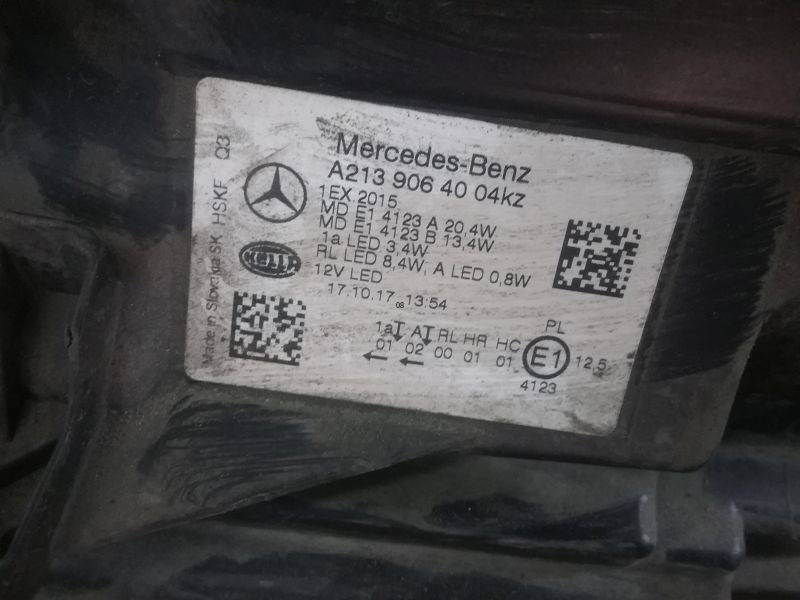 Mercedes-Benz
A213 906 40 04kz
1EX.2015
MD E1 4123 A 20,4W
MD E1 4123 B 13,4W
1a LED 3.4W
RL LED 8.4W, A LED 0,8W
12V LED
17.10.17 08 13:54
HELLA
Made in Slovakia SK HSKF Q3
1a A RL HR HC
01 02 00 01 01
PL
E1 12,5
4123